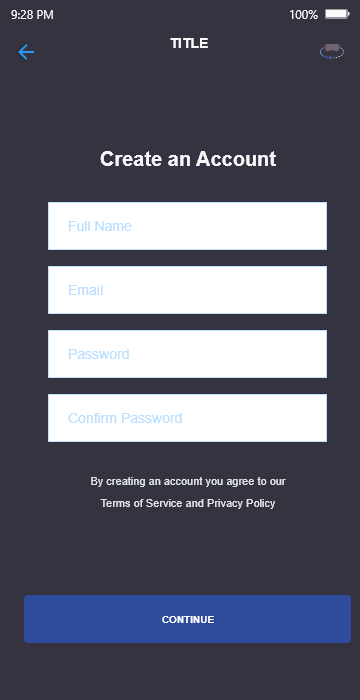 9:28 PM
100%
TITLE
Create an Account
Full Name
Email
Password
Confirm Password
By creating an account you agree to our
Terms of Service and Privacy Policy
CONTINUE